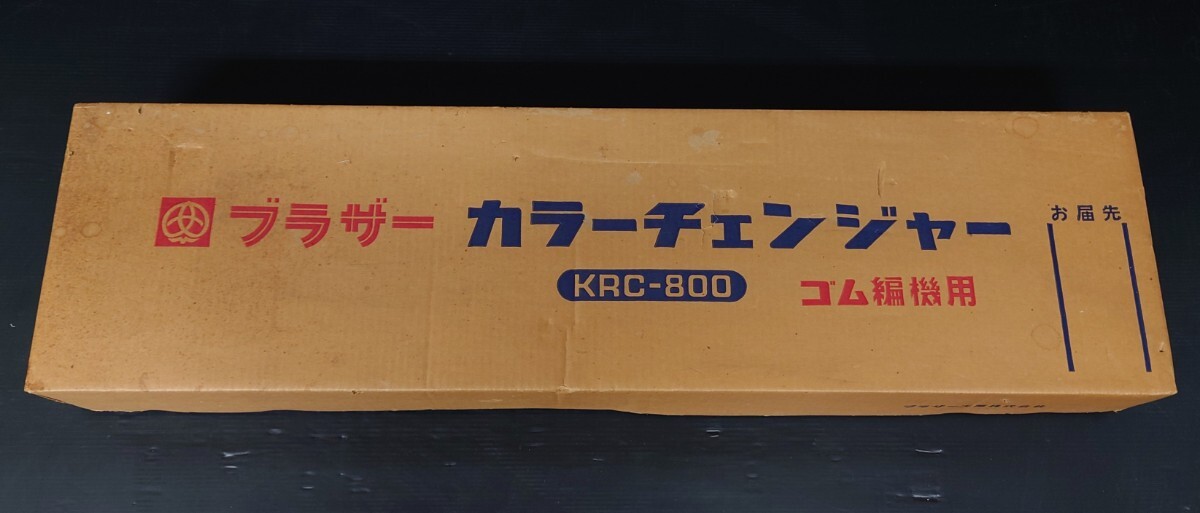 ブラザー カラーチェンジャー
KRC-800
ゴム編機用
お届先